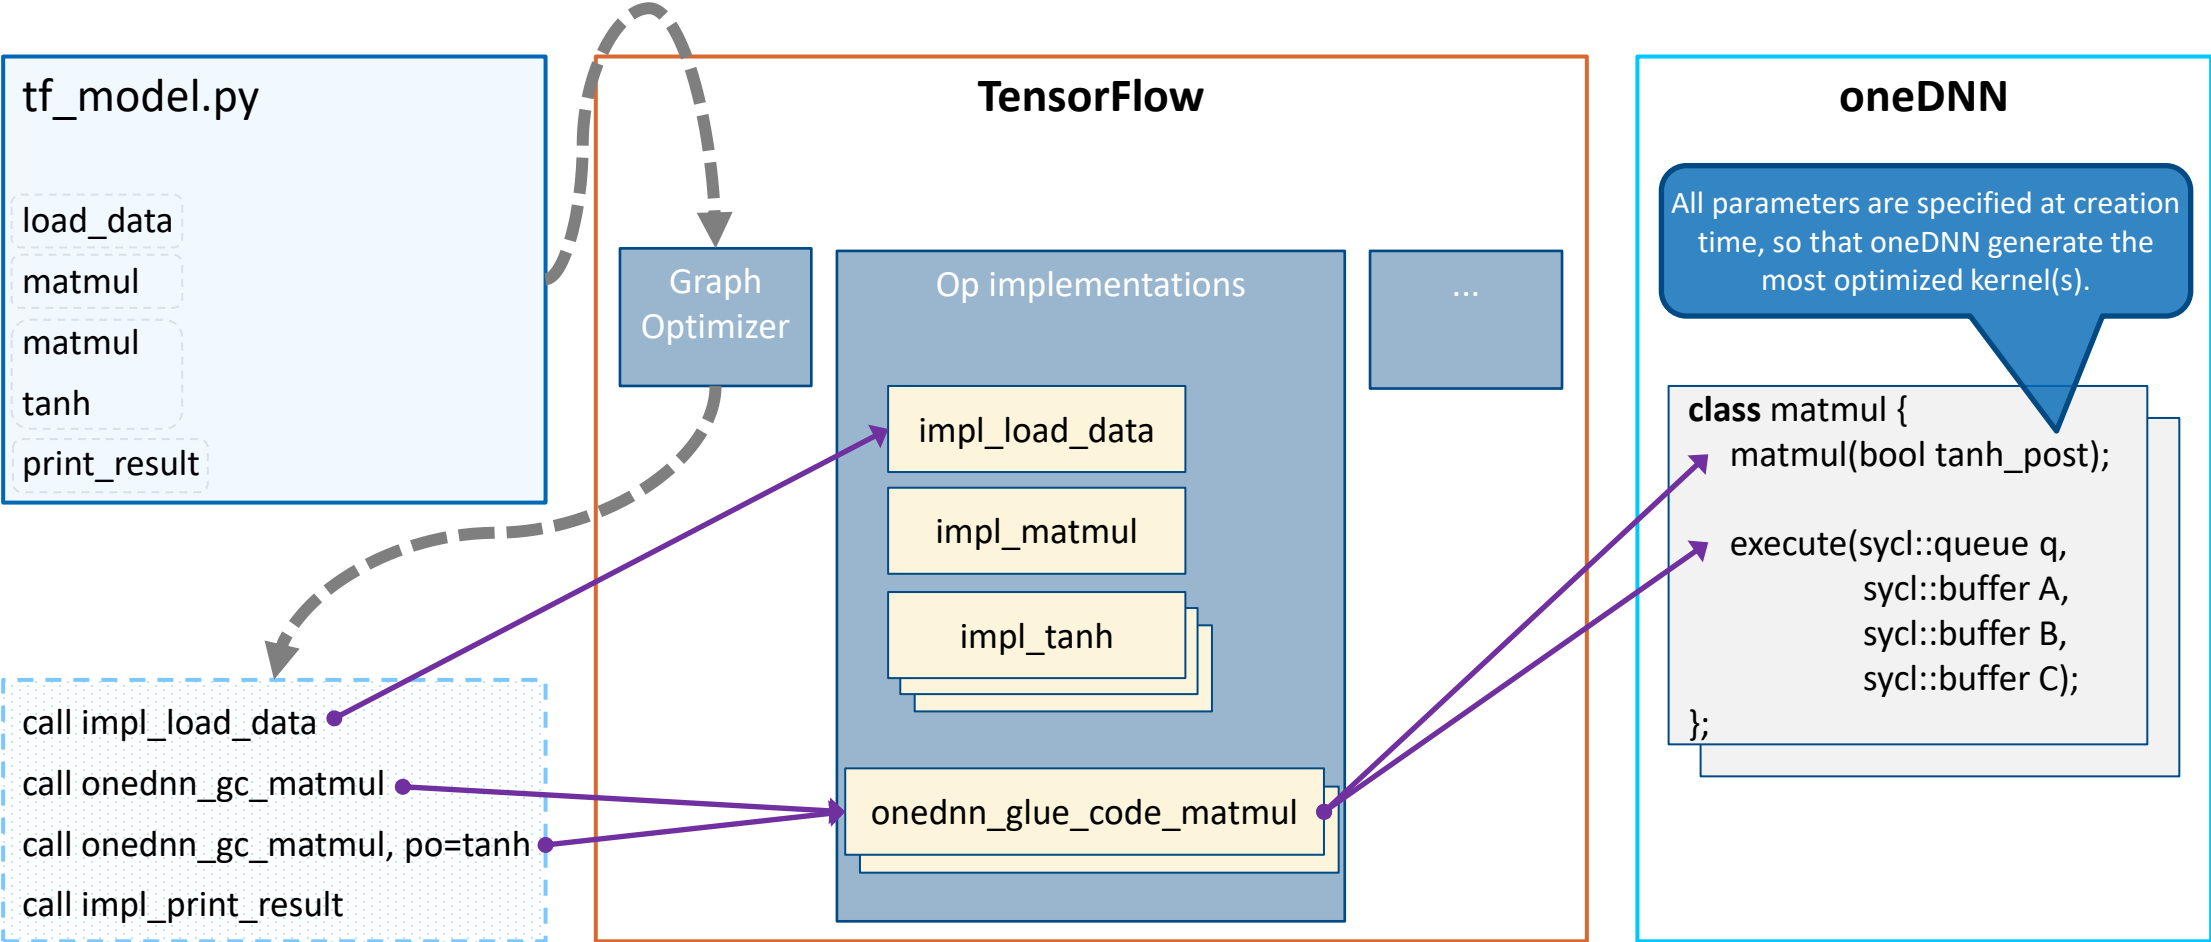 tf_model.py
load_data
matmul
matmul
tanh
print_result
TensorFlow
Graph
Optimizer
Op implementations
...
impl_load_data
impl_matmul
impl_tanh
onednn_glue_code_matmul
call impl_load_data
call onednn_gc_matmul
call onednn_gc_matmul, po=tanh
call impl_print_result
oneDNN
All parameters are specified at creation
time, so that oneDNN generate the
most optimized kernel(s).
class matmul {
matmul(bool tanh_post);
execute(sycl::queue q,
sycl::buffer A,
sycl::buffer B,
sycl::buffer C);
};